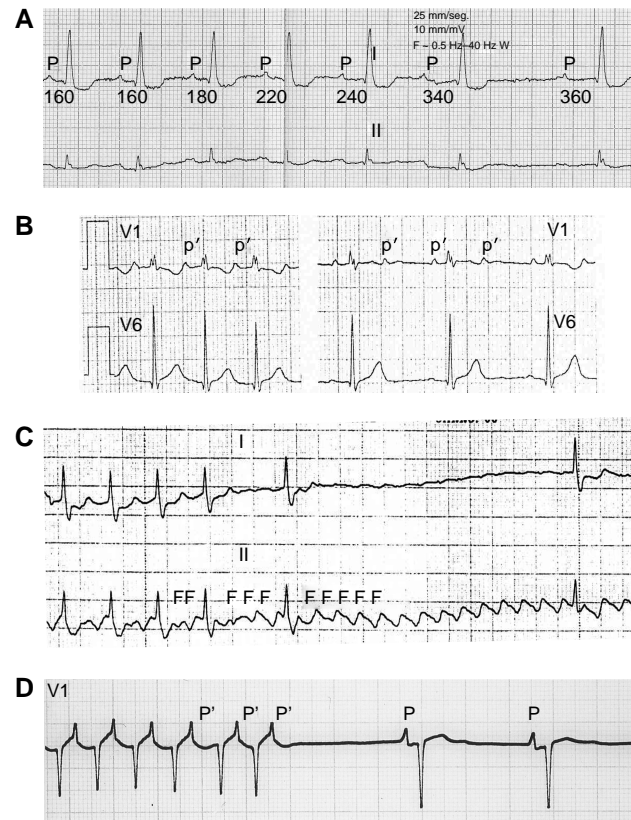 A
25 mm/seg.
10 mm/mV
F ~ 0.5 Hz–40 Hz W
P P P P P P P
I
160 160 180 220 240 340 360
II
B
V1 V1
p′ p′ p′ p′ p′
V6 V6
C
I
II
FF F F F F F F F F
D
V1
P’ P’ P’ P P